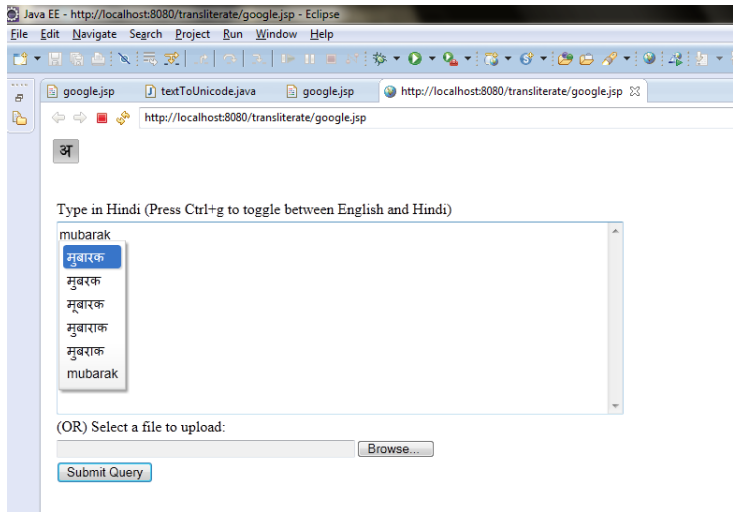 Java EE - http://localhost:8080/transliterate/google.jsp - Eclipse
File Edit Navigate Search Project Run Window Help
google.jsp textToUnicode.java google.jsp http://localhost:8080/transliterate/google.jsp
http://localhost:8080/transliterate/google.jsp
अ
Type in Hindi (Press Ctrl+g to toggle between English and Hindi)
mubarak
मुबारक
मुबरक
मूबारक
मुबाराक
मुबराक
mubarak
(OR) Select a file to upload:
Browse...
Submit Query